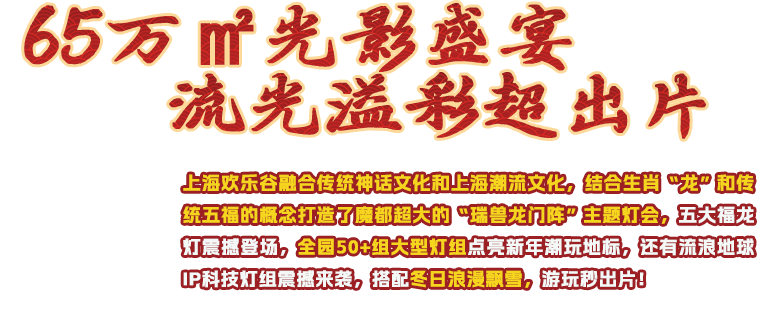 65万㎡光影盛宴
流光溢彩超出片
上海欢乐谷融合传统神话文化和上海潮流文化，结合生肖“龙”和传
统五福的概念打造了魔都超大的“瑞兽龙门阵”主题灯会，五大福龙
灯震撼登场，全园50+组大型灯组点亮新年潮玩地标，还有流浪地球
IP科技灯组震撼来袭，搭配冬日浪漫飘雪，游玩秒出片！